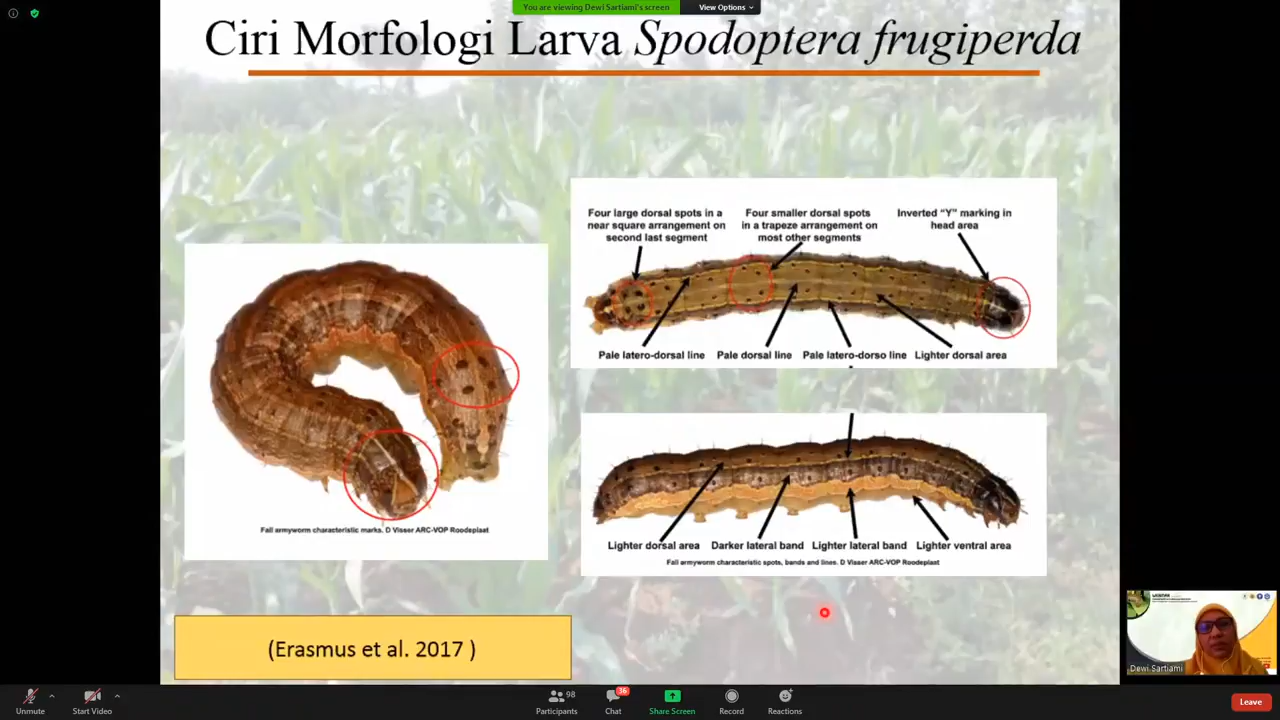 You are viewing Dewi Sartiami's screen
View Options
Ciri Morfologi Larva Spodoptera frugiperda
Four large dorsal spots in a
near square arrangement on
second last segment
Four smaller dorsal spots
in a trapeze arrangement on
most other segments
Inverted "Y" marking in
head area
Pale latero-dorsal line
Pale dorsal line
Pale latero-dorso line
Lighter dorsal area
Fall armyworm characteristic marks. D Visser ARC-VOP Roodeplaat
Lighter dorsal area
Darker lateral band
Lighter lateral band
Lighter ventral area
Fall armyworm characteristic spots, bands and lines. D Visser ARC-VOP Roodeplaat
(Erasmus et al. 2017 )
WEBINAR
Dewi Sartiami
Unmute
Start Video
98
Participants
36
Chat
Share Screen
Record
Reactions
Leave